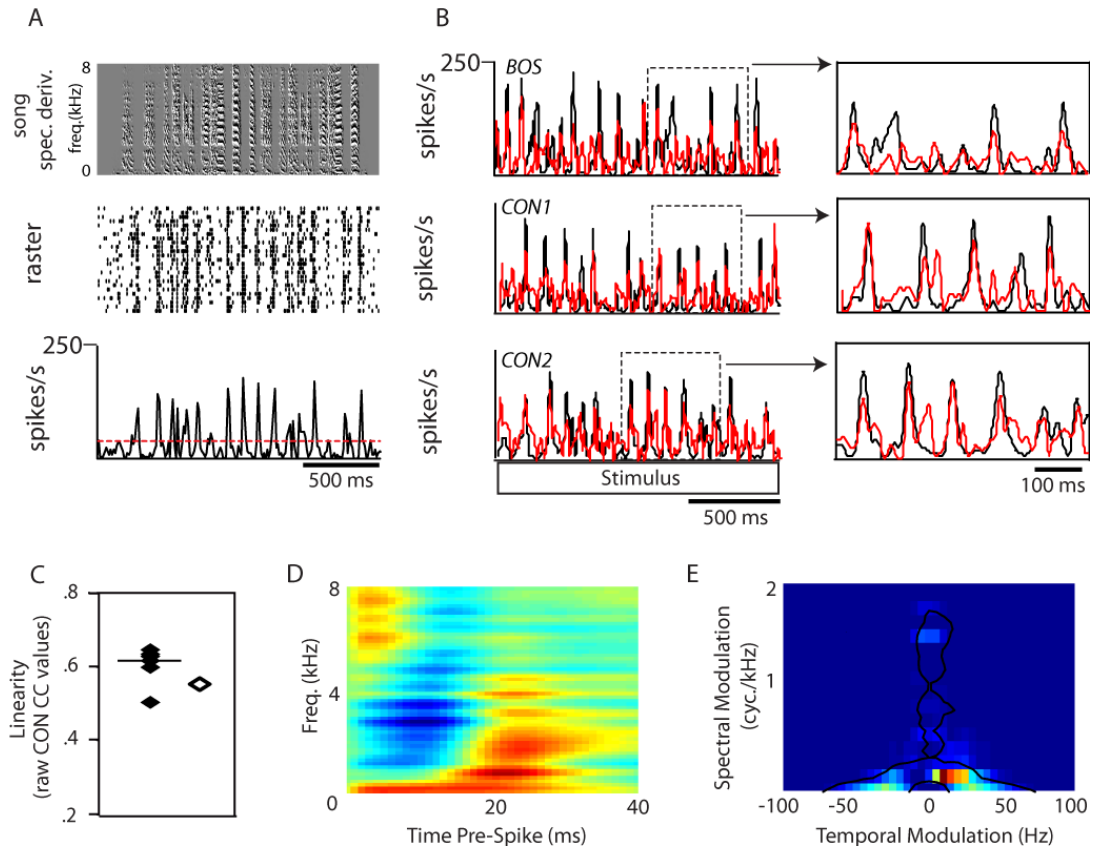 A
song
spec. deriv.
freq.(kHz)
8
0
raster
250
spikes/s
500 ms
B
250
spikes/s
BOS
spikes/s
CON1
spikes/s
CON2
Stimulus
500 ms
100 ms
C
Linearity
(raw CON CC values)
.8
.6
.4
.2
D
Freq. (kHz)
8
4
0
0
20
40
Time Pre-Spike (ms)
E
Spectral Modulation
(cyc./kHz)
2
1
0
-100
-50
0
50
100
Temporal Modulation (Hz)